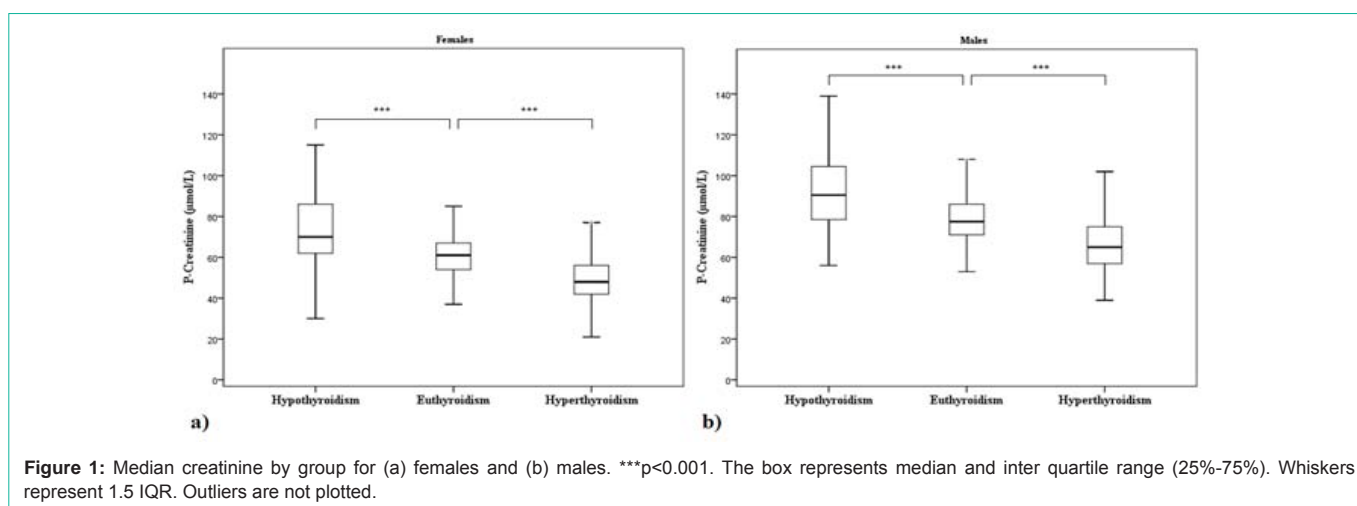 Females
***
***
P-Creatinine (µmol/L)
140
120
100
80
60
40
20
0
Hypothyroidism Euthyroidism Hyperthyroidism
a)
Males
***
***
P-Creatinine (µmol/L)
140
120
100
80
60
40
20
0
Hypothyroidism Euthyroidism Hyperthyroidism
b)
Figure 1: Median creatinine by group for (a) females and (b) males. ***p<0.001. The box represents median and inter quartile range (25%-75%). Whiskers
represent 1.5 IQR. Outliers are not plotted.